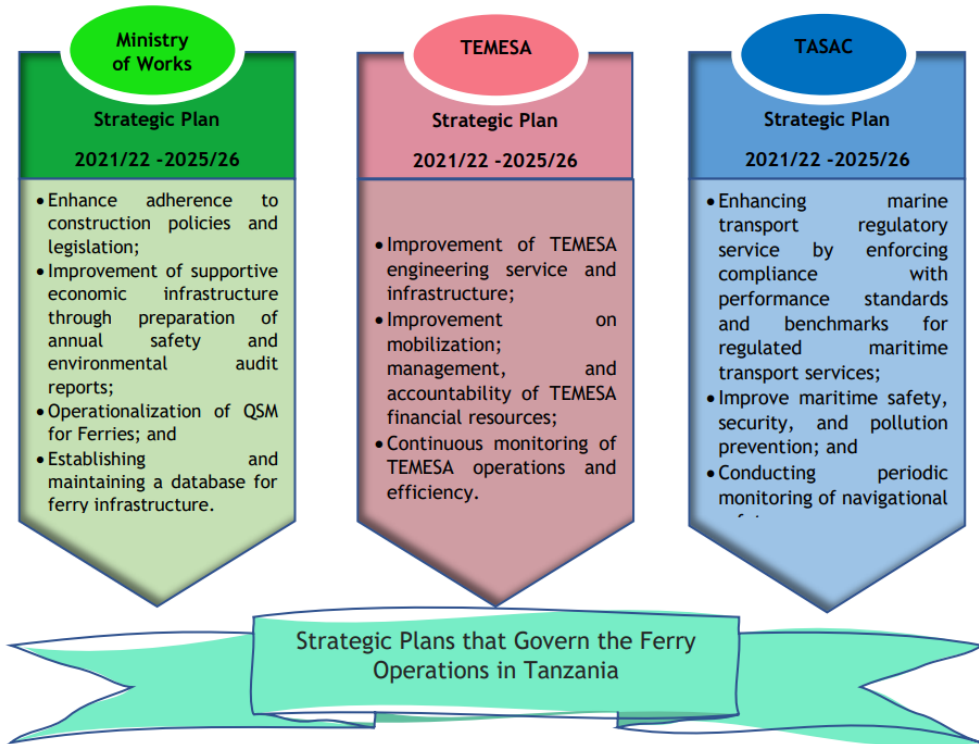 Ministry
of Works
Strategic Plan
2021/22 -2025/26
• Enhance adherence to
construction policies and
legislation;
• Improvement of supportive
economic infrastructure
through preparation of
annual safety and
environmental audit
reports;
• Operationalization of QSM
for Ferries; and
• Establishing and
maintaining a database for
ferry infrastructure.
TEMESA
Strategic Plan
2021/22 -2025/26
• Improvement of TEMESA
engineering service and
infrastructure;
• Improvement on
mobilization;
management, and
accountability of TEMESA
financial resources;
• Continuous monitoring of
TEMESA operations and
efficiency.
TASAC
Strategic Plan
2021/22 -2025/26
• Enhancing marine
transport regulatory
service by enforcing
compliance with
performance standards
and benchmarks for
regulated maritime
transport services;
• Improve maritime safety,
security, and pollution
prevention; and
• Conducting periodic
monitoring of navigational
Strategic Plans that Govern the Ferry
Operations in Tanzania